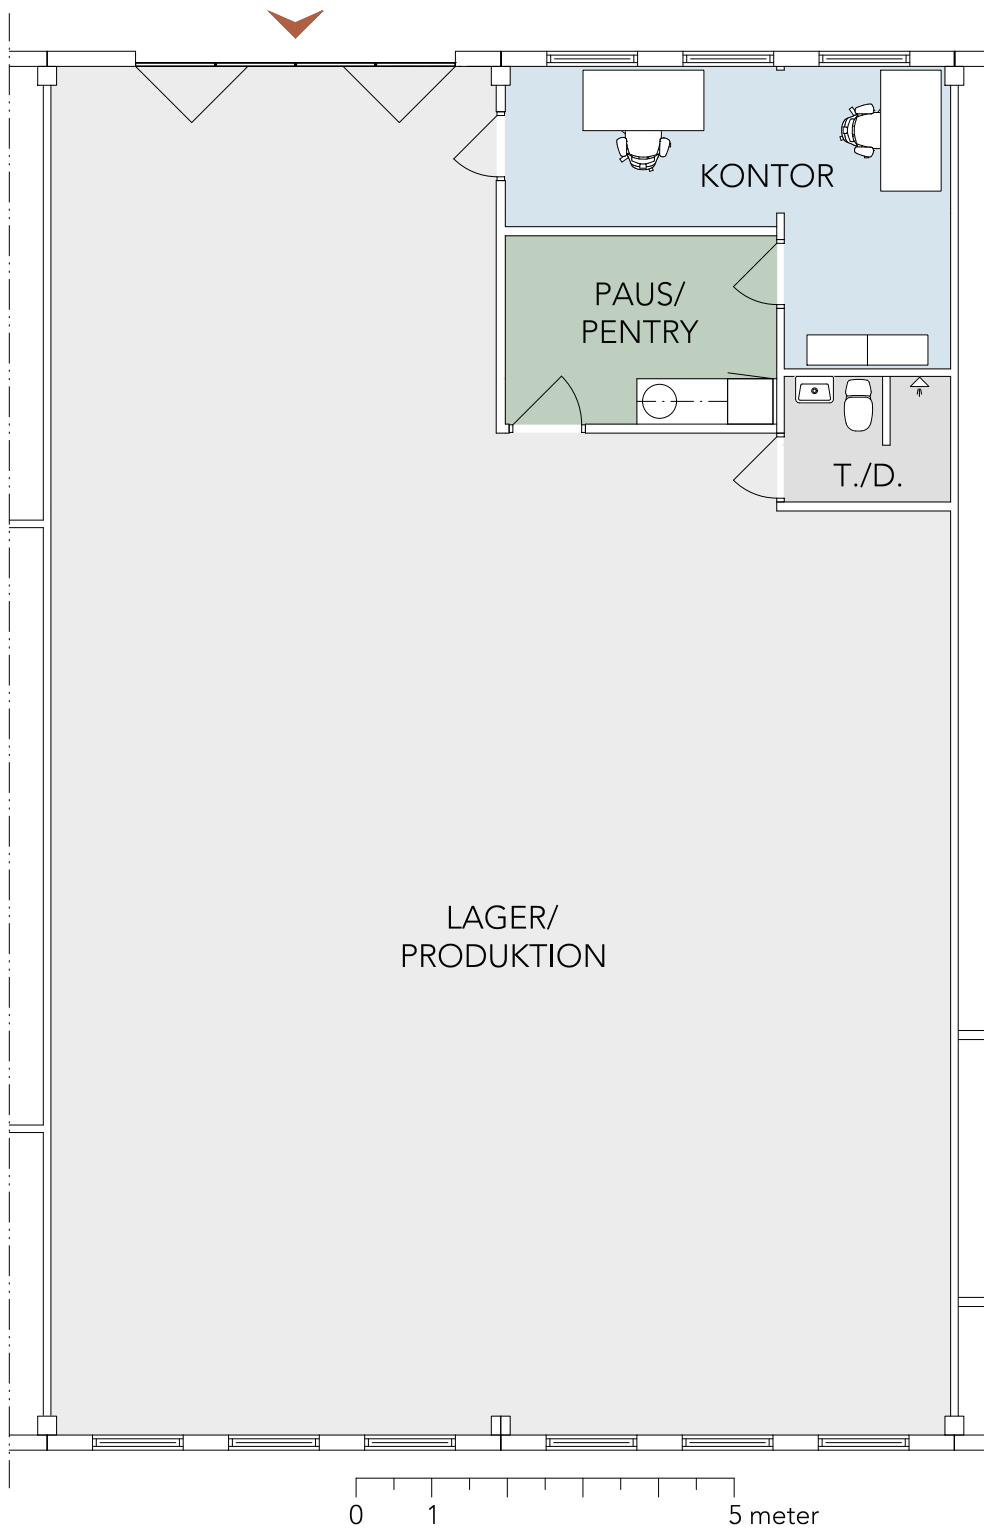 KONTOR
PAUS/
PENTRY
T./D.
LAGER/
PRODUKTION
0 1 5 meter